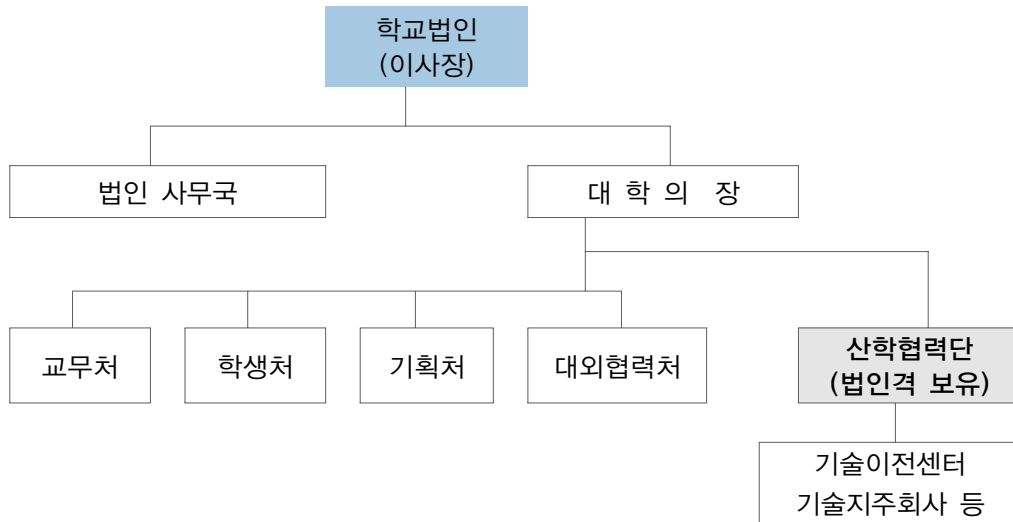 학교법인
(이사장)
법인 사무국
대 학 의 장
교무처
학생처
기획처
대외협력처
산학협력단
(법인격 보유)
기술이전센터
기술지주회사 등